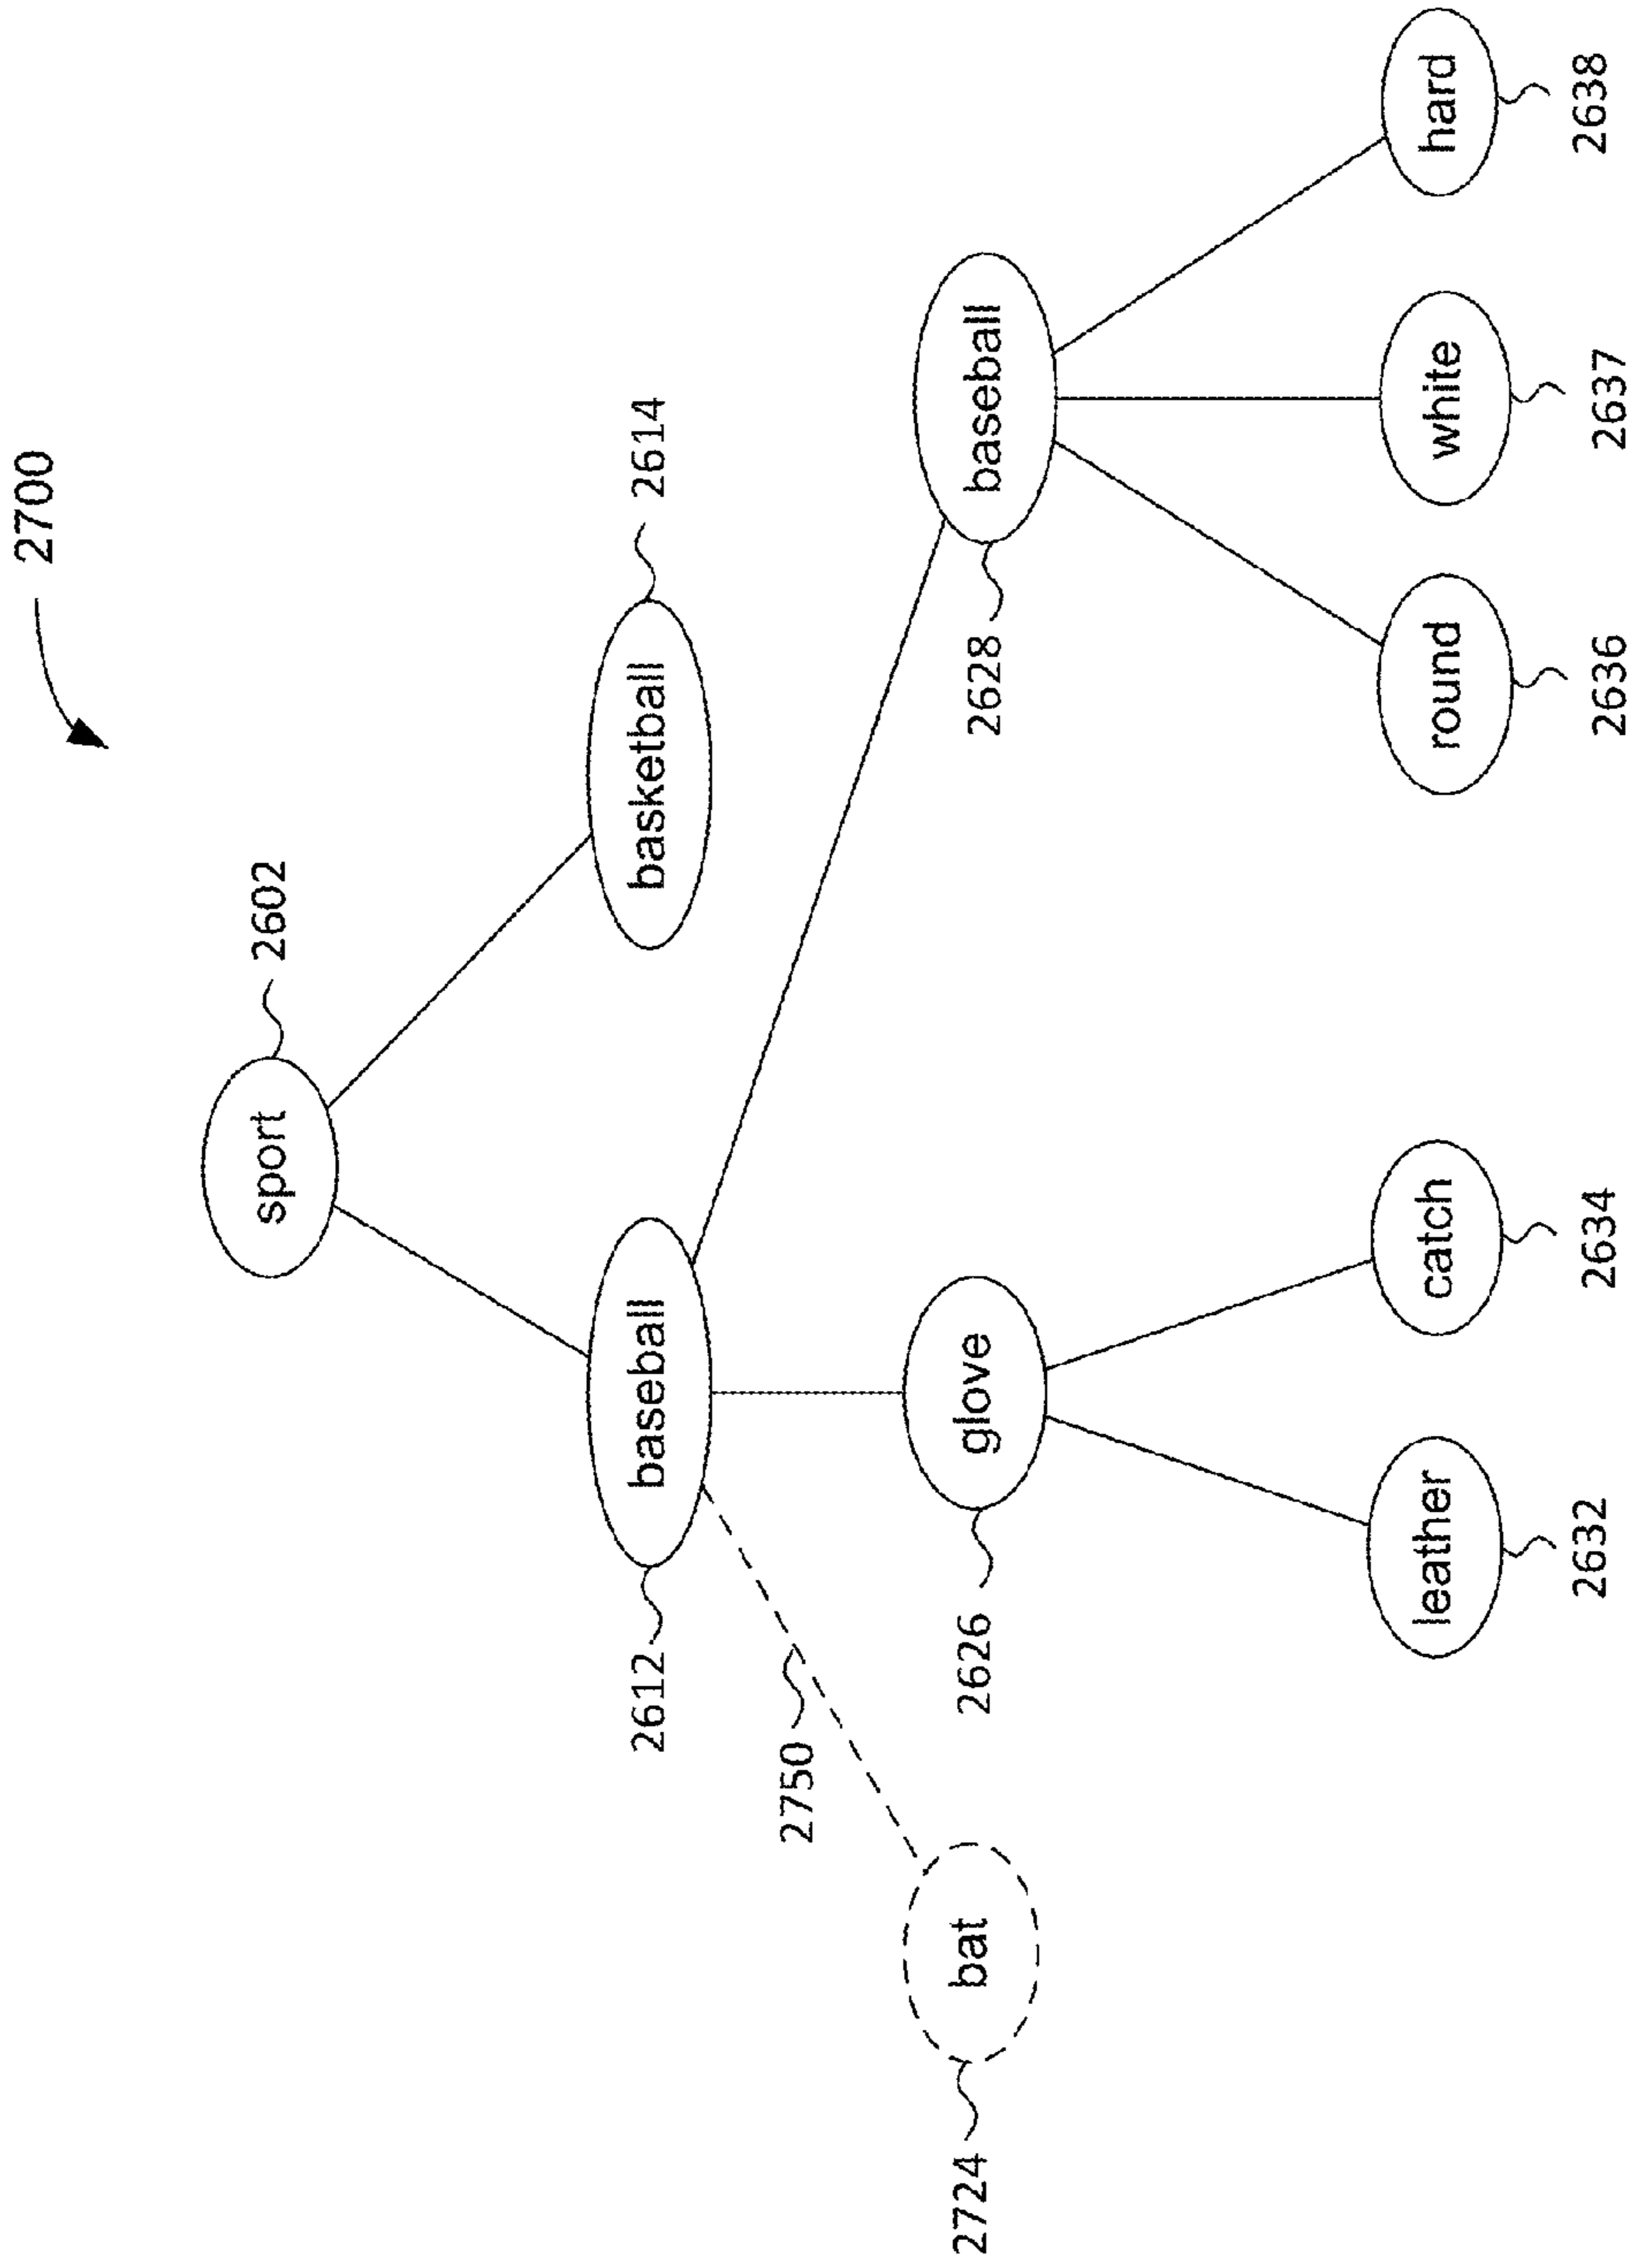 2700
sport
2602
2612
baseball
basketball
2614
2750
2724
bat
2626
glove
2628
baseball
leather
catch
round
white
hard
2632
2634
2636
2637
2638